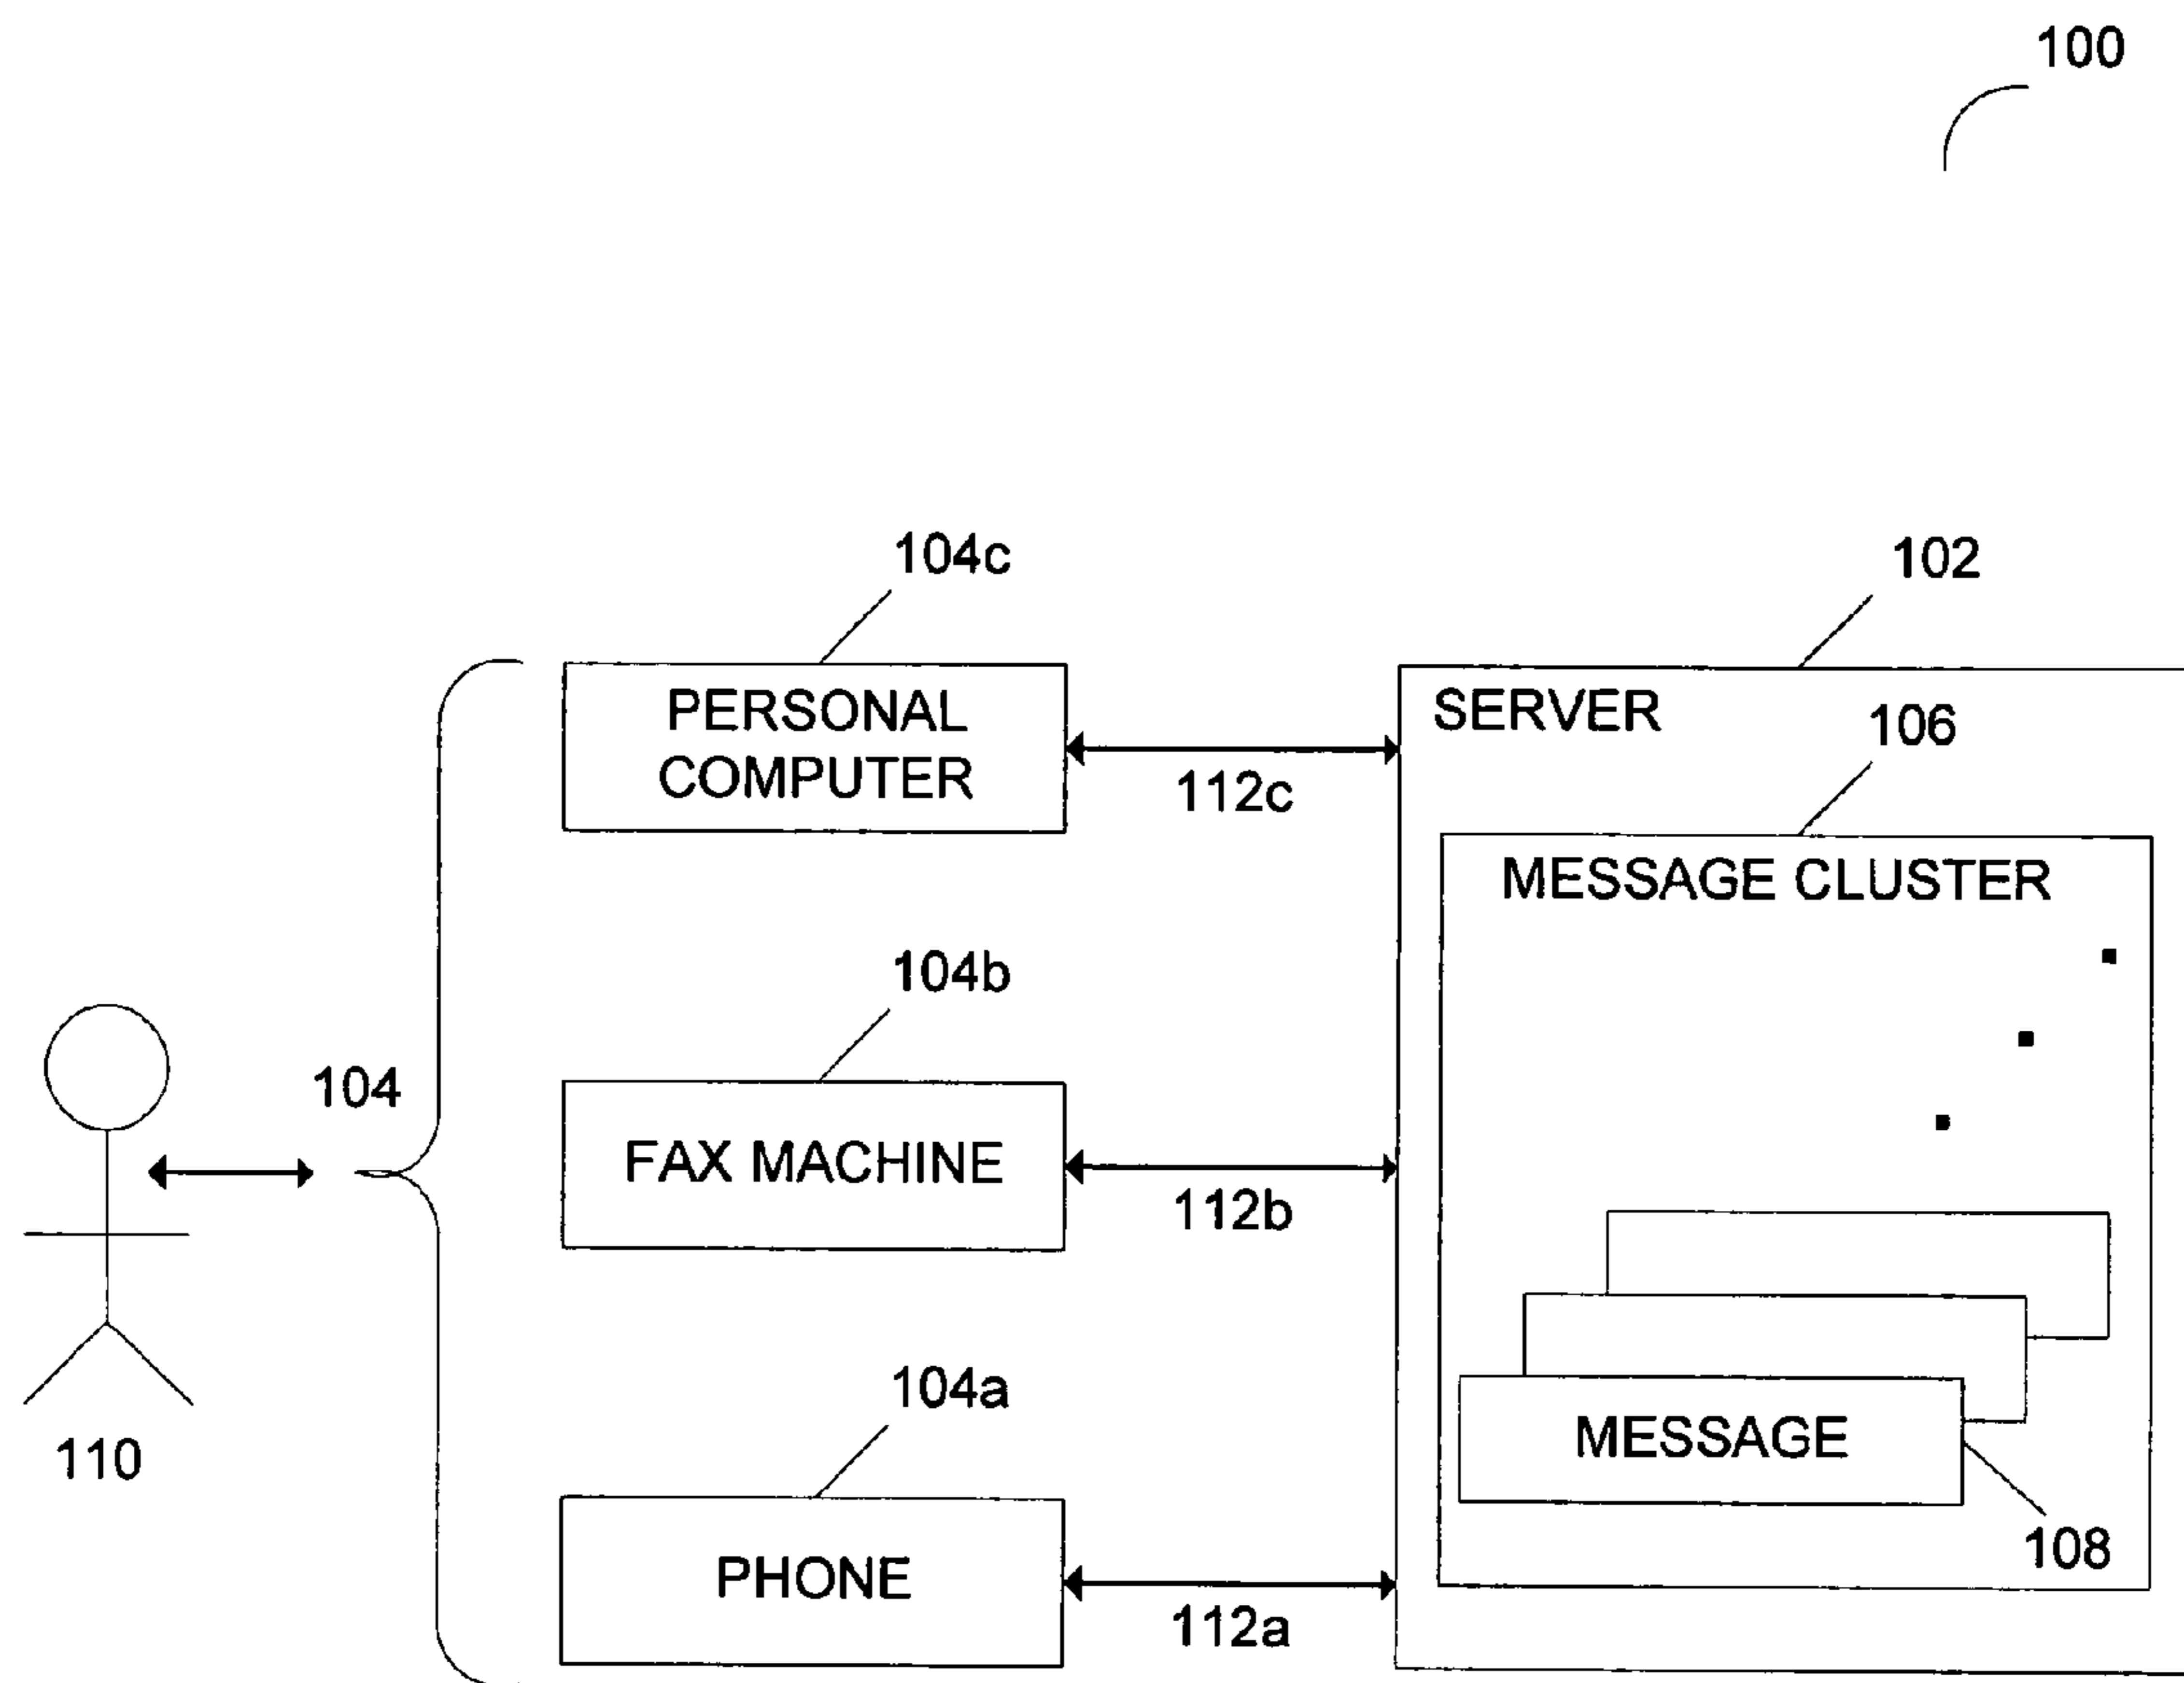 100
104c
102
PERSONAL
COMPUTER
112c
SERVER
106
MESSAGE CLUSTER
104b
104
FAX MACHINE
112b
104a
110
PHONE
112a
MESSAGE
108